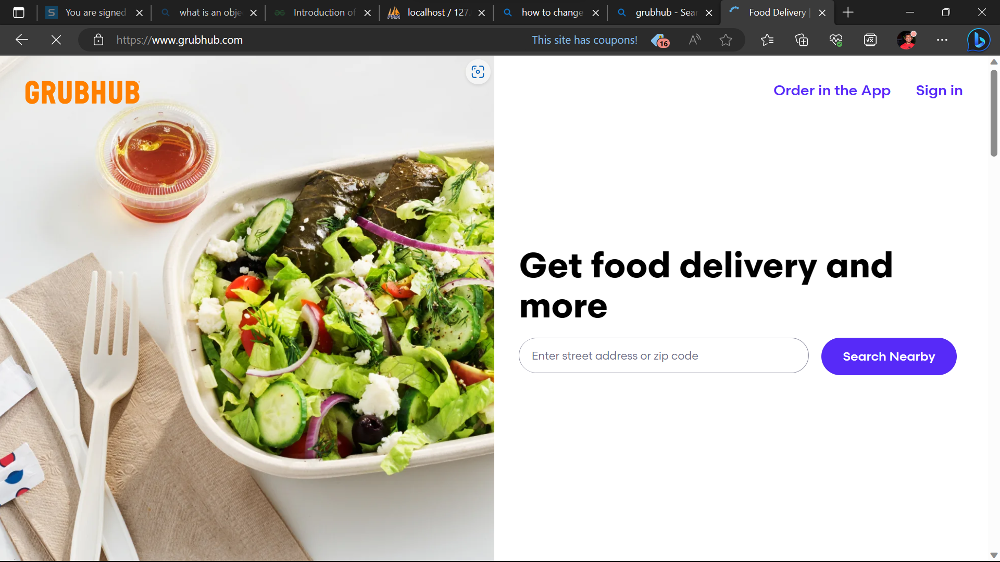 You are signed
what is an obje
Introduction of
localhost / 127.
how to change
grubhub - Sear
Food Delivery |
https://www.grubhub.com
This site has coupons!
16
GRUBHUB
Order in the App
Sign in
Get food delivery and
more
Enter street address or zip code
Search Nearby